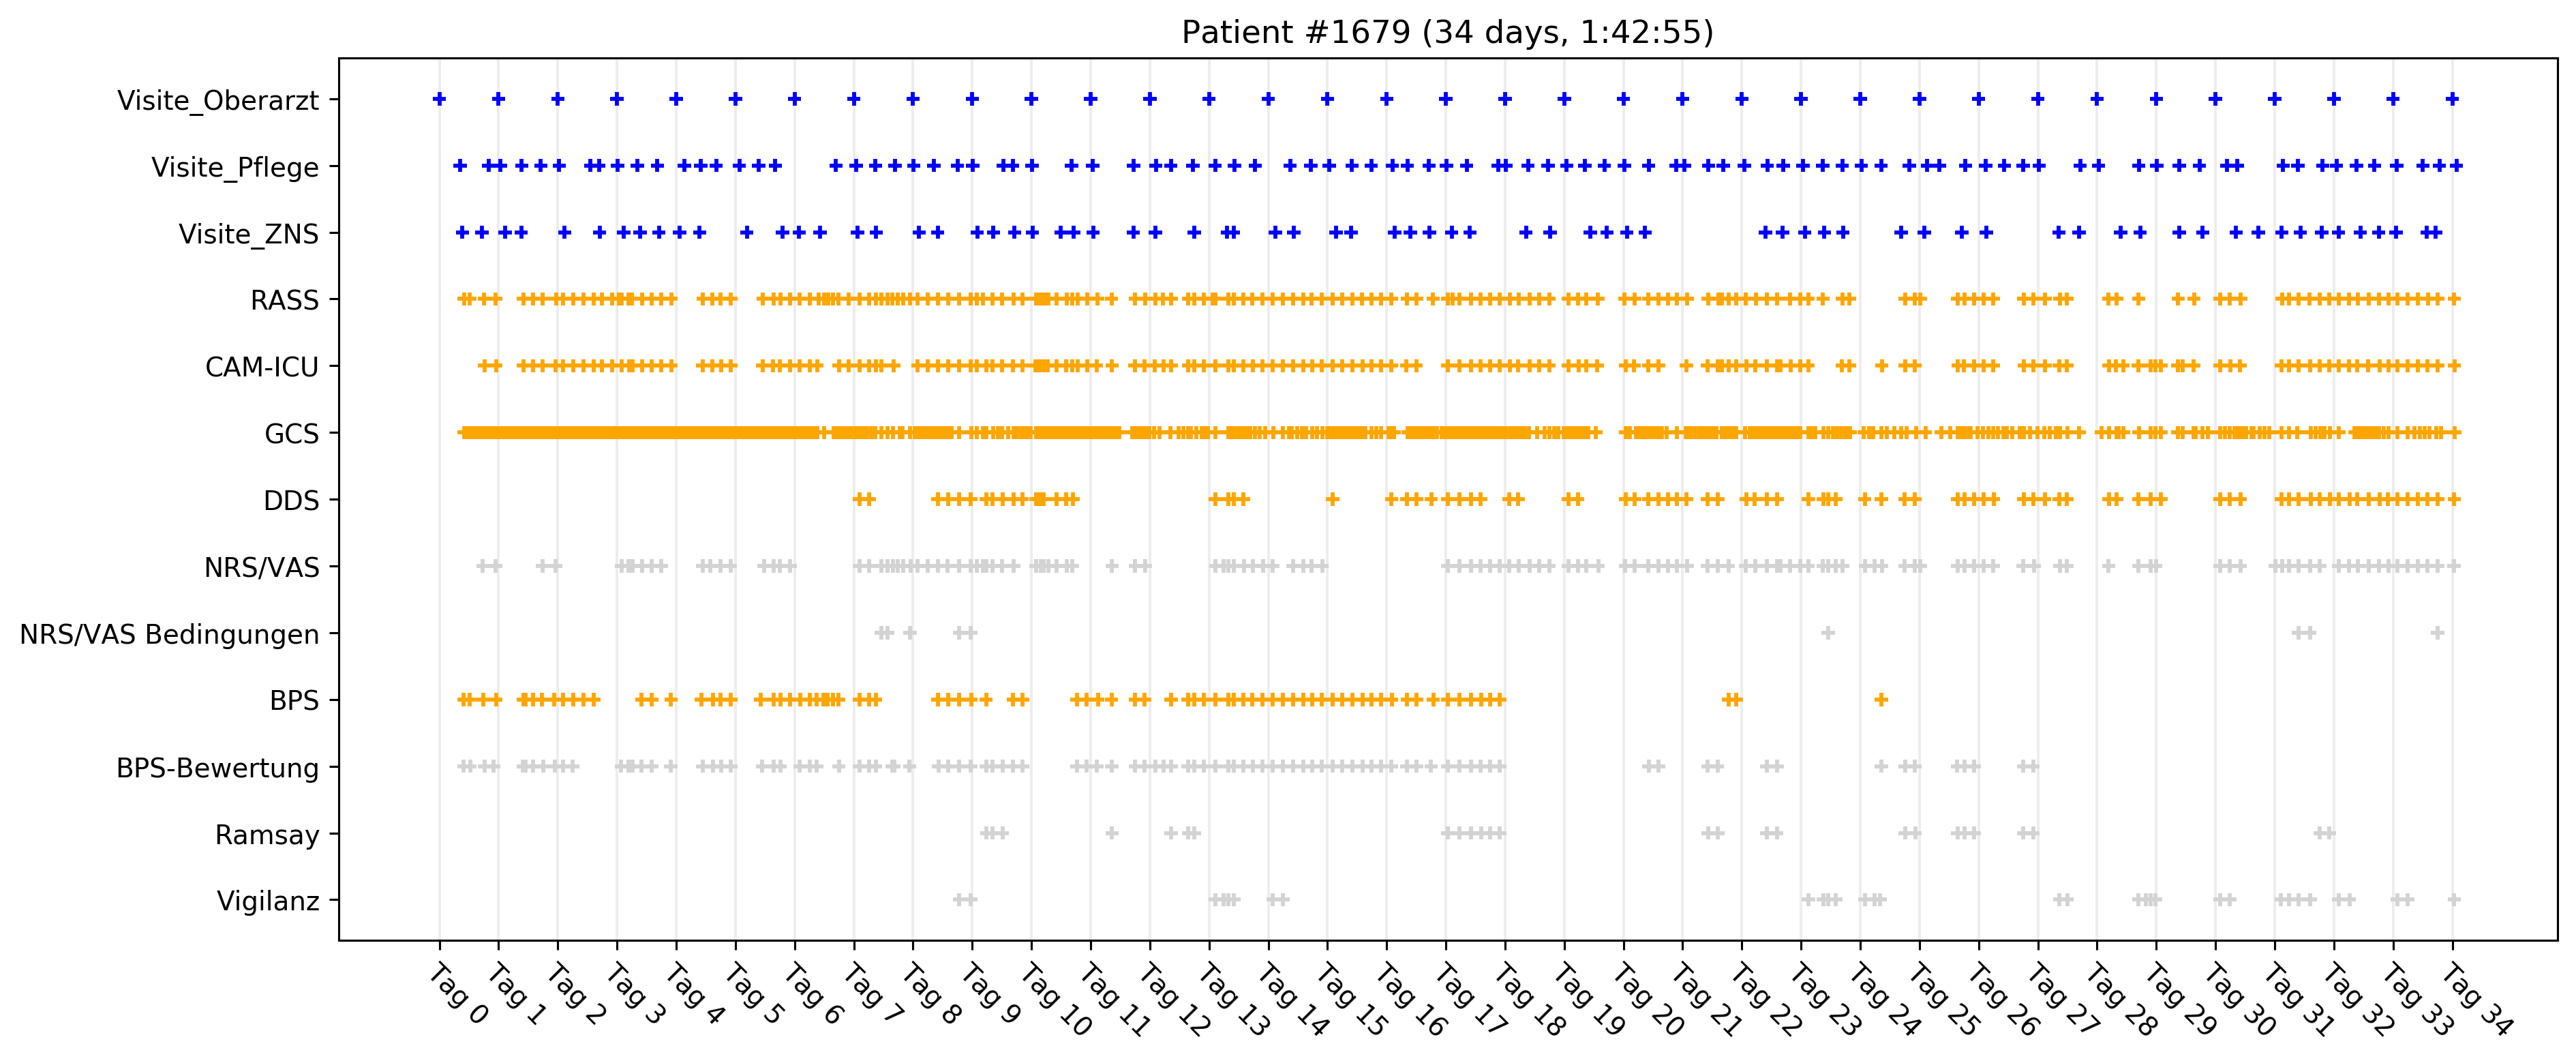 Patient #1679 (34 days, 1:42:55)
Visite_Oberarzt
Visite_Pflege
Visite_ZNS
RASS
CAM-ICU
GCS
DDS
NRS/VAS
NRS/VAS Bedingungen
BPS
BPS-Bewertung
Ramsay
Vigilanz
Tag 0
Tag 1
Tag 2
Tag 3
Tag 4
Tag 5
Tag 6
Tag 7
Tag 8
Tag 9
Tag 10
Tag 11
Tag 12
Tag 13
Tag 14
Tag 15
Tag 16
Tag 17
Tag 18
Tag 19
Tag 20
Tag 21
Tag 22
Tag 23
Tag 24
Tag 25
Tag 26
Tag 27
Tag 28
Tag 29
Tag 30
Tag 31
Tag 32
Tag 33
Tag 34